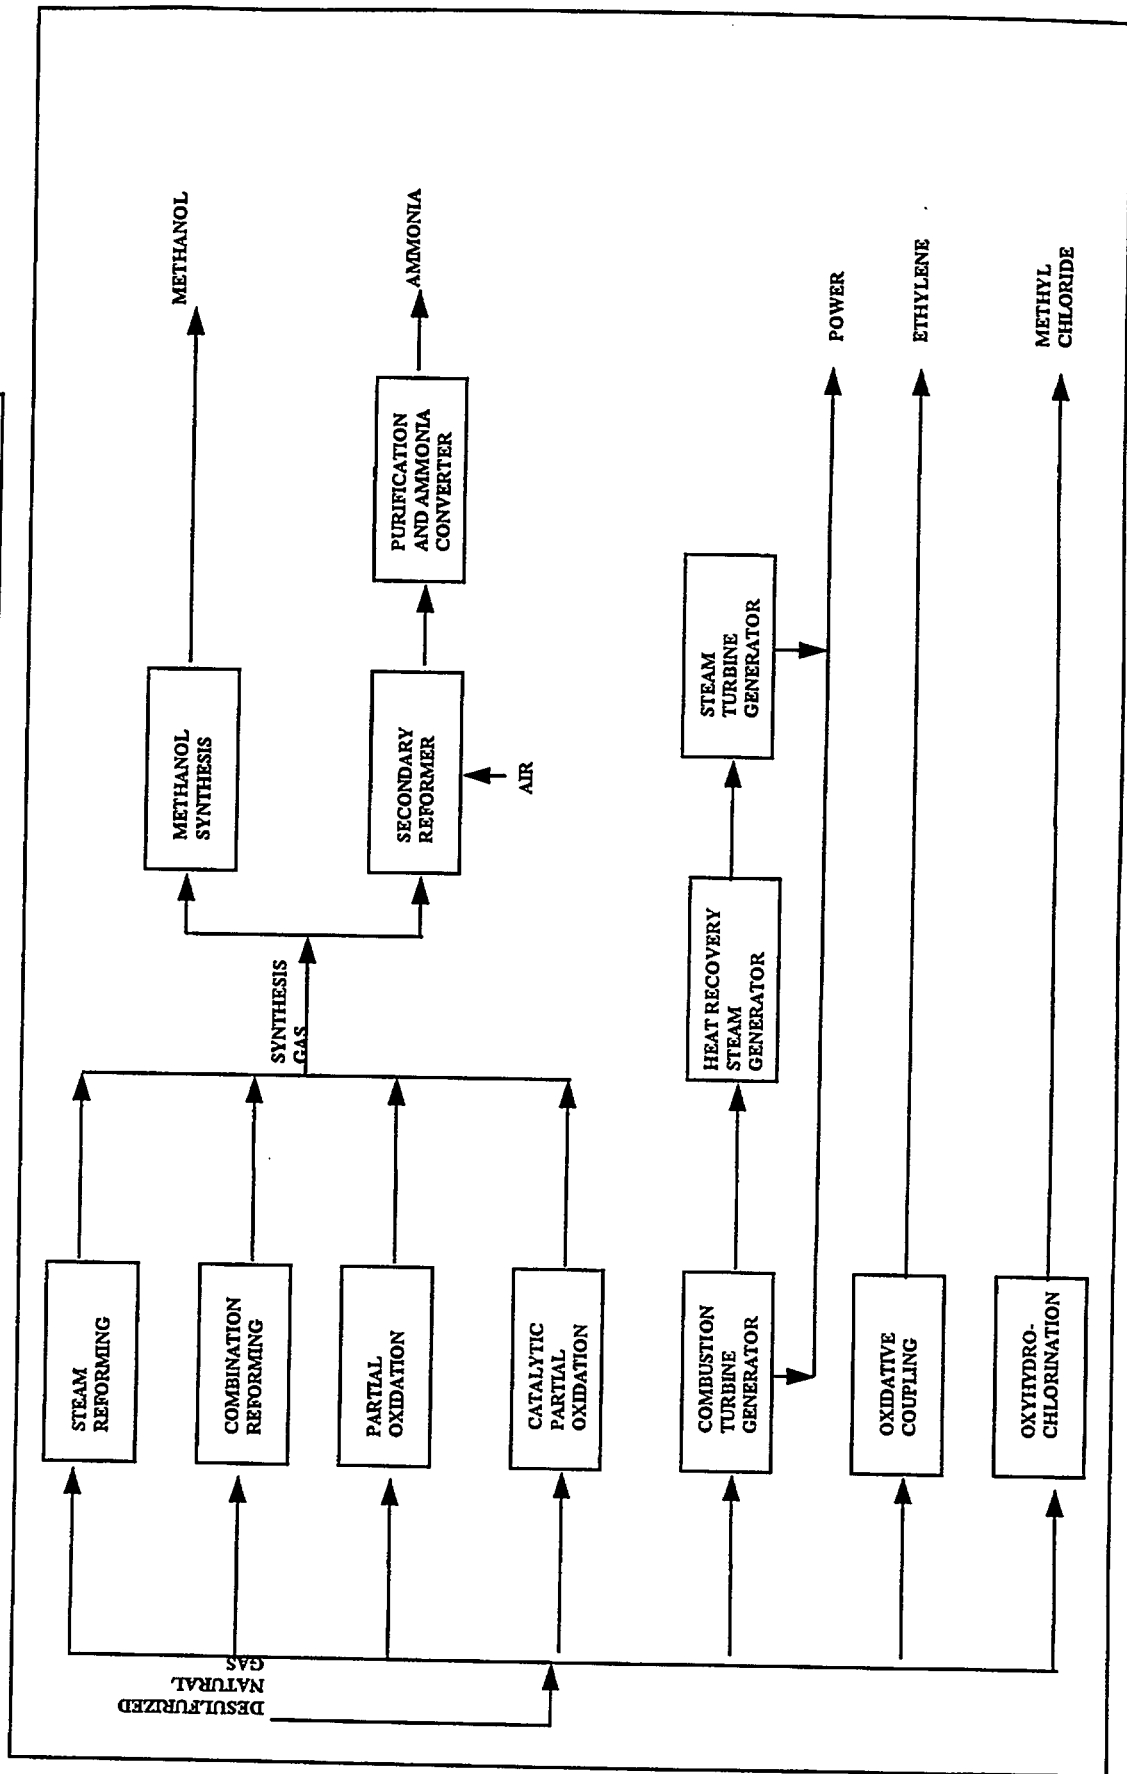 DESULFURIZED
NATURAL
GAS
STEAM
REFORMING
COMBINATION
REFORMING
PARTIAL
OXIDATION
CATALYTIC
PARTIAL
OXIDATION
COMBUSTION
TURBINE
GENERATOR
OXIDATIVE
COUPLING
OXYHYDRO-
CHLORINATION
SYNTHESIS
GAS
METHANOL
SYNTHESIS
METHANOL
SECONDARY
REFORMER
AIR
PURIFICATION
AND AMMONIA
CONVERTER
AMMONIA
HEAT RECOVERY
STEAM
GENERATOR
STEAM
TURBINE
GENERATOR
POWER
ETHYLENE
METHYL
CHLORIDE